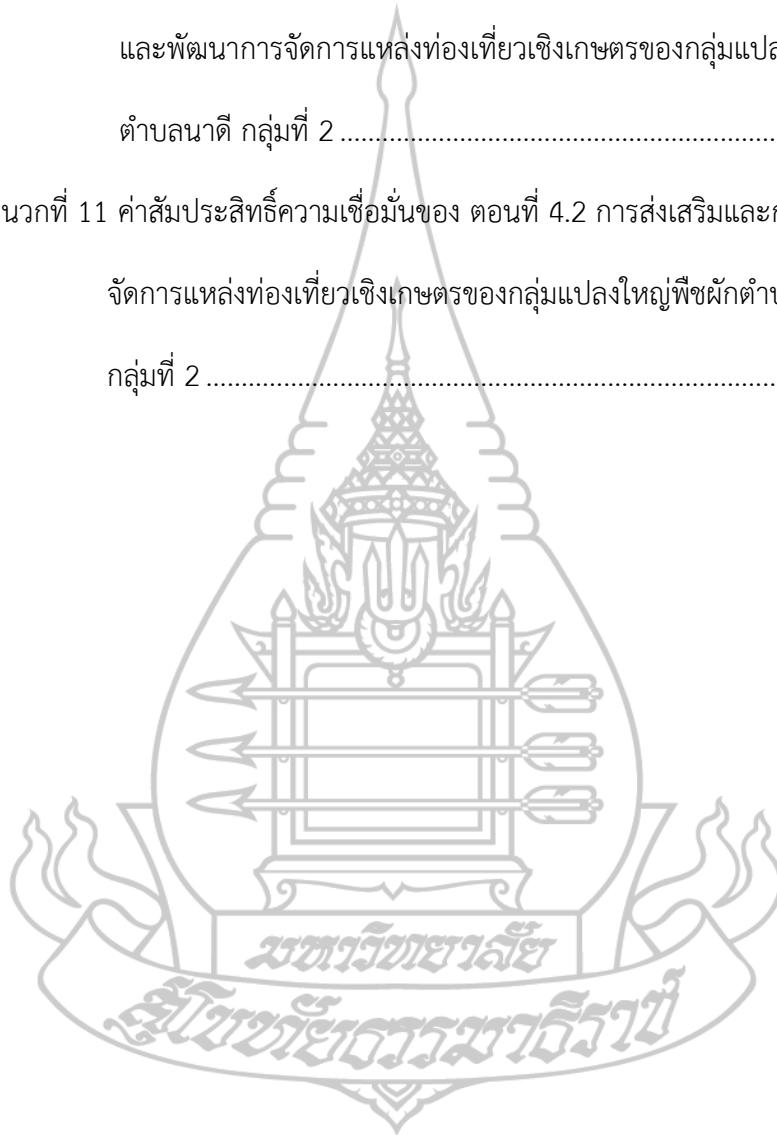 และพัฒนาการจัดการแหล่งท่องเที่ยวเชิงเกษตรของกลุ่มแปล
ตำบลนาดี กลุ่มที่ 2 ..............................................................
นวกที่ 11 ค่าสัมประสิทธิ์ความเชื่อมั่นของ ตอนที่ 4.2 การส่งเสริมและก
จัดการแหล่งท่องเที่ยวเชิงเกษตรของกลุ่มแปลงใหญ่พืชผักตำบ
กลุ่มที่ 2 ..................................................................................
มหาวิทยาลัย
สุโขทัยธรรมาธิราช